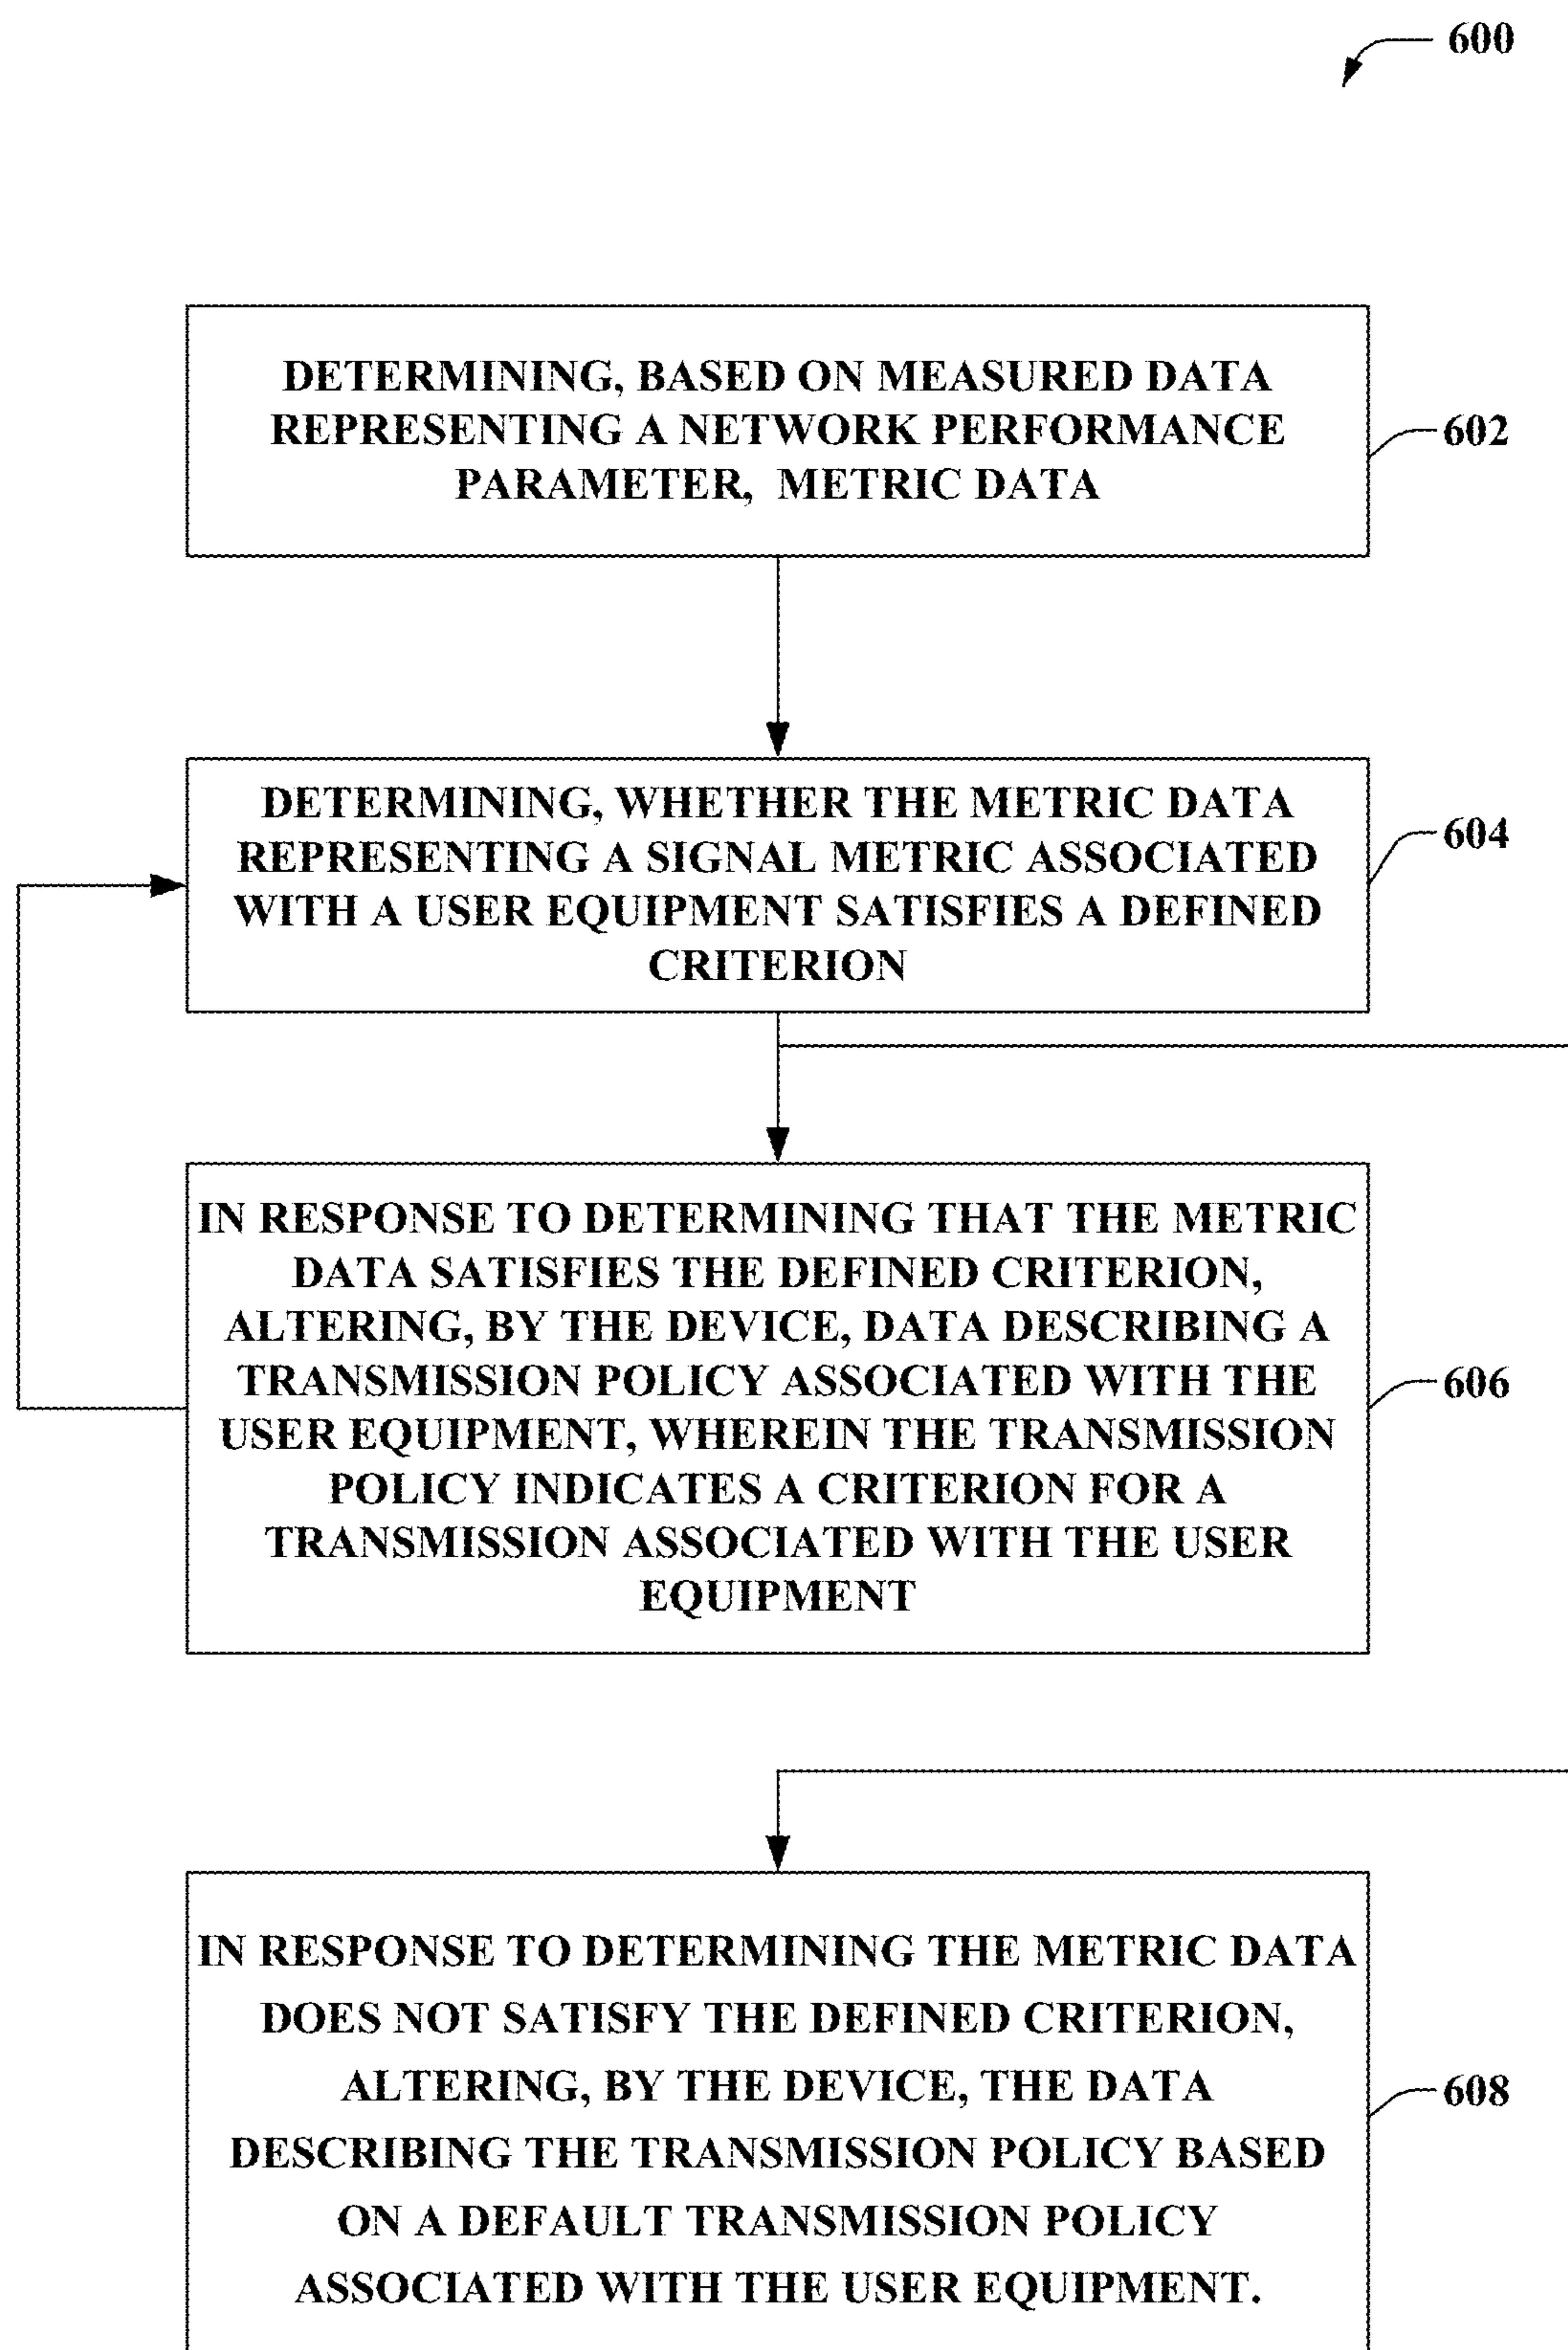 600
DETERMINING, BASED ON MEASURED DATA
REPRESENTING A NETWORK PERFORMANCE
PARAMETER, METRIC DATA
602
DETERMINING, WHETHER THE METRIC DATA
REPRESENTING A SIGNAL METRIC ASSOCIATED
WITH A USER EQUIPMENT SATISFIES A DEFINED
CRITERION
604
IN RESPONSE TO DETERMINING THAT THE METRIC
DATA SATISFIES THE DEFINED CRITERION,
ALTERING, BY THE DEVICE, DATA DESCRIBING A
TRANSMISSION POLICY ASSOCIATED WITH THE
USER EQUIPMENT, WHEREIN THE TRANSMISSION
POLICY INDICATES A CRITERION FOR A
TRANSMISSION ASSOCIATED WITH THE USER
EQUIPMENT
606
IN RESPONSE TO DETERMINING THE METRIC DATA
DOES NOT SATISFY THE DEFINED CRITERION,
ALTERING, BY THE DEVICE, THE DATA
DESCRIBING THE TRANSMISSION POLICY BASED
ON A DEFAULT TRANSMISSION POLICY
ASSOCIATED WITH THE USER EQUIPMENT.
608